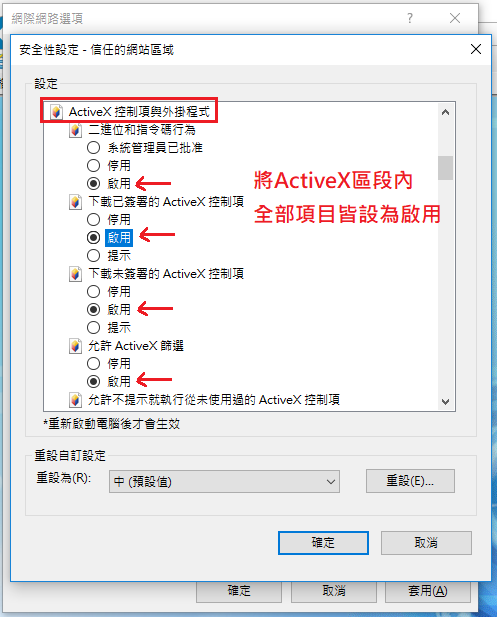 網際網路選項
安全性設定 - 信任的網站區域
設定
ActiveX 控制項與外掛程式
二進位和指令碼行為
系統管理員已批准
停用
啟用
下載已簽署的 ActiveX 控制項
停用
啟用
提示
下載未簽署的 ActiveX 控制項
停用
啟用
提示
允許 ActiveX 篩選
停用
啟用
允許不提示就執行從未使用過的 ActiveX 控制項
將ActiveX區段內
全部項目皆設為啟用
*重新啟動電腦後才會生效
重設自訂設定
重設為(R):
中 (預設值)
重設(E)...
確定
取消
確定
取消
套用(A)